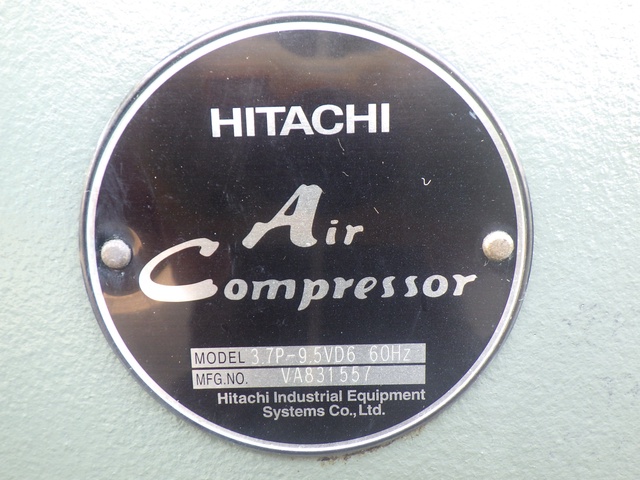 HITACHI
Air
Compressor
MODEL 3.7P-9.5VD6 60Hz
MFG.NO. VA831557
Hitachi Industrial Equipment
Systems Co.,Ltd.